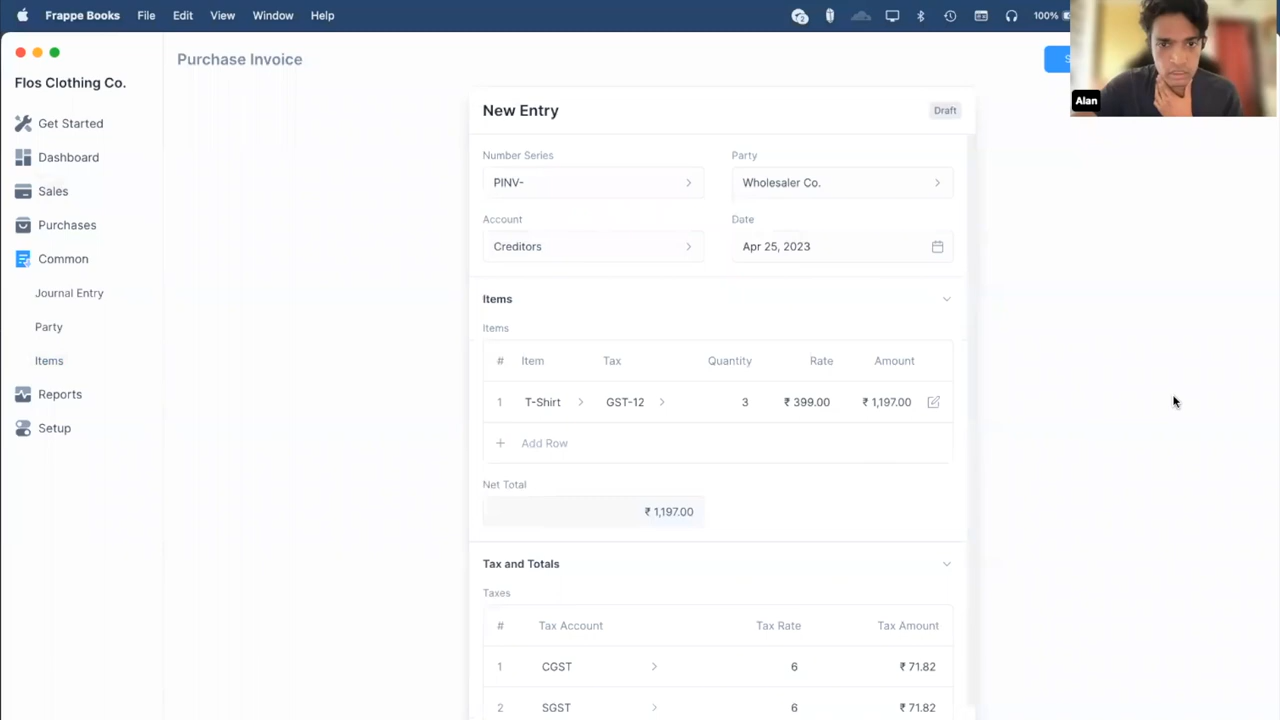 Frappe Books File Edit View Window Help 100%
Flos Clothing Co.
Get Started
Dashboard
Sales
Purchases
Common
Journal Entry
Party
Items
Reports
Setup
Purchase Invoice
Alan
New Entry Draft
Number Series Party
PINV- Wholesaler Co.
Account Date
Creditors Apr 25, 2023
Items
Items
# Item Tax Quantity Rate Amount
1 T-Shirt GST-12 3 ₹ 399.00 ₹ 1,197.00
+ Add Row
Net Total
₹ 1,197.00
Tax and Totals
Taxes
# Tax Account Tax Rate Tax Amount
1 CGST 6 ₹ 71.82
2 SGST 6 ₹ 71.82